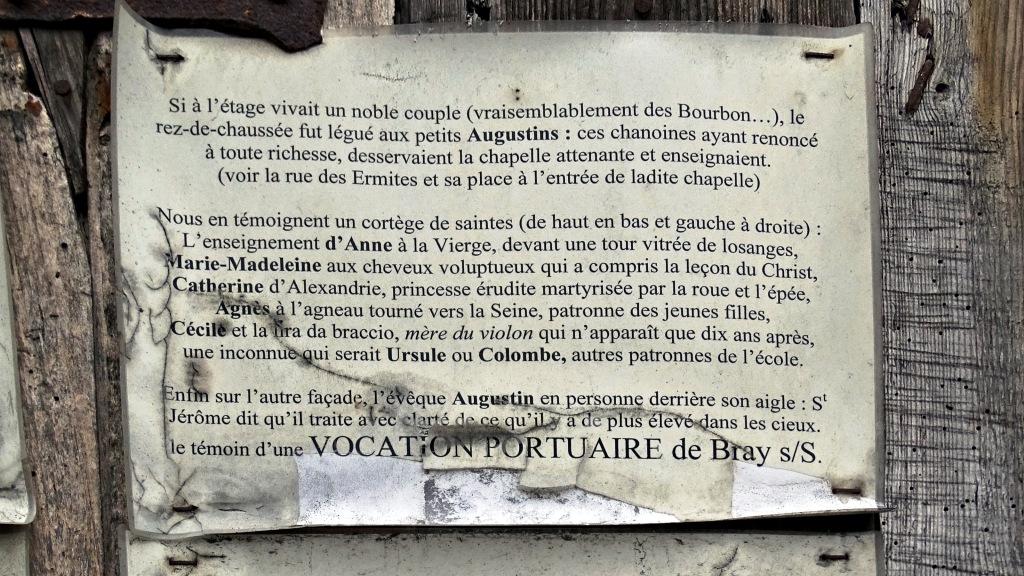 Si à l'étage vivait un noble couple (vraisemblablement des Bourbon…), le
rez-de-chaussée fut légué aux petits Augustins : ces chanoines ayant renoncé
à toute richesse, desservaient la chapelle attenante et enseignaient.
(voir la rue des Ermites et sa place à l'entrée de ladite chapelle)
Nous en témoignent un cortège de saintes (de haut en bas et gauche à droite) :
L'enseignement d'Anne à la Vierge, devant une tour vitrée de losanges,
Marie-Madeleine aux cheveux voluptueux qui a compris la leçon du Christ,
Catherine d'Alexandrie, princesse érudite martyrisée par la roue et l'épée,
Agnès à l'agneau tourné vers la Seine, patronne des jeunes filles,
Cécile et la lira da braccio, mère du violon qui n'apparaît que dix ans après,
une inconnue qui serait Ursule ou Colombe, autres patronnes de l'école.
Enfin sur l'autre façade, l'évêque Augustin en personne derrière son aigle : St
Jérôme dit qu'il traite avec clarté de ce qu'il y a de plus élevé dans les cieux.
le témoin d'une VOCATiON PORTUAIRE de Bray s/S.